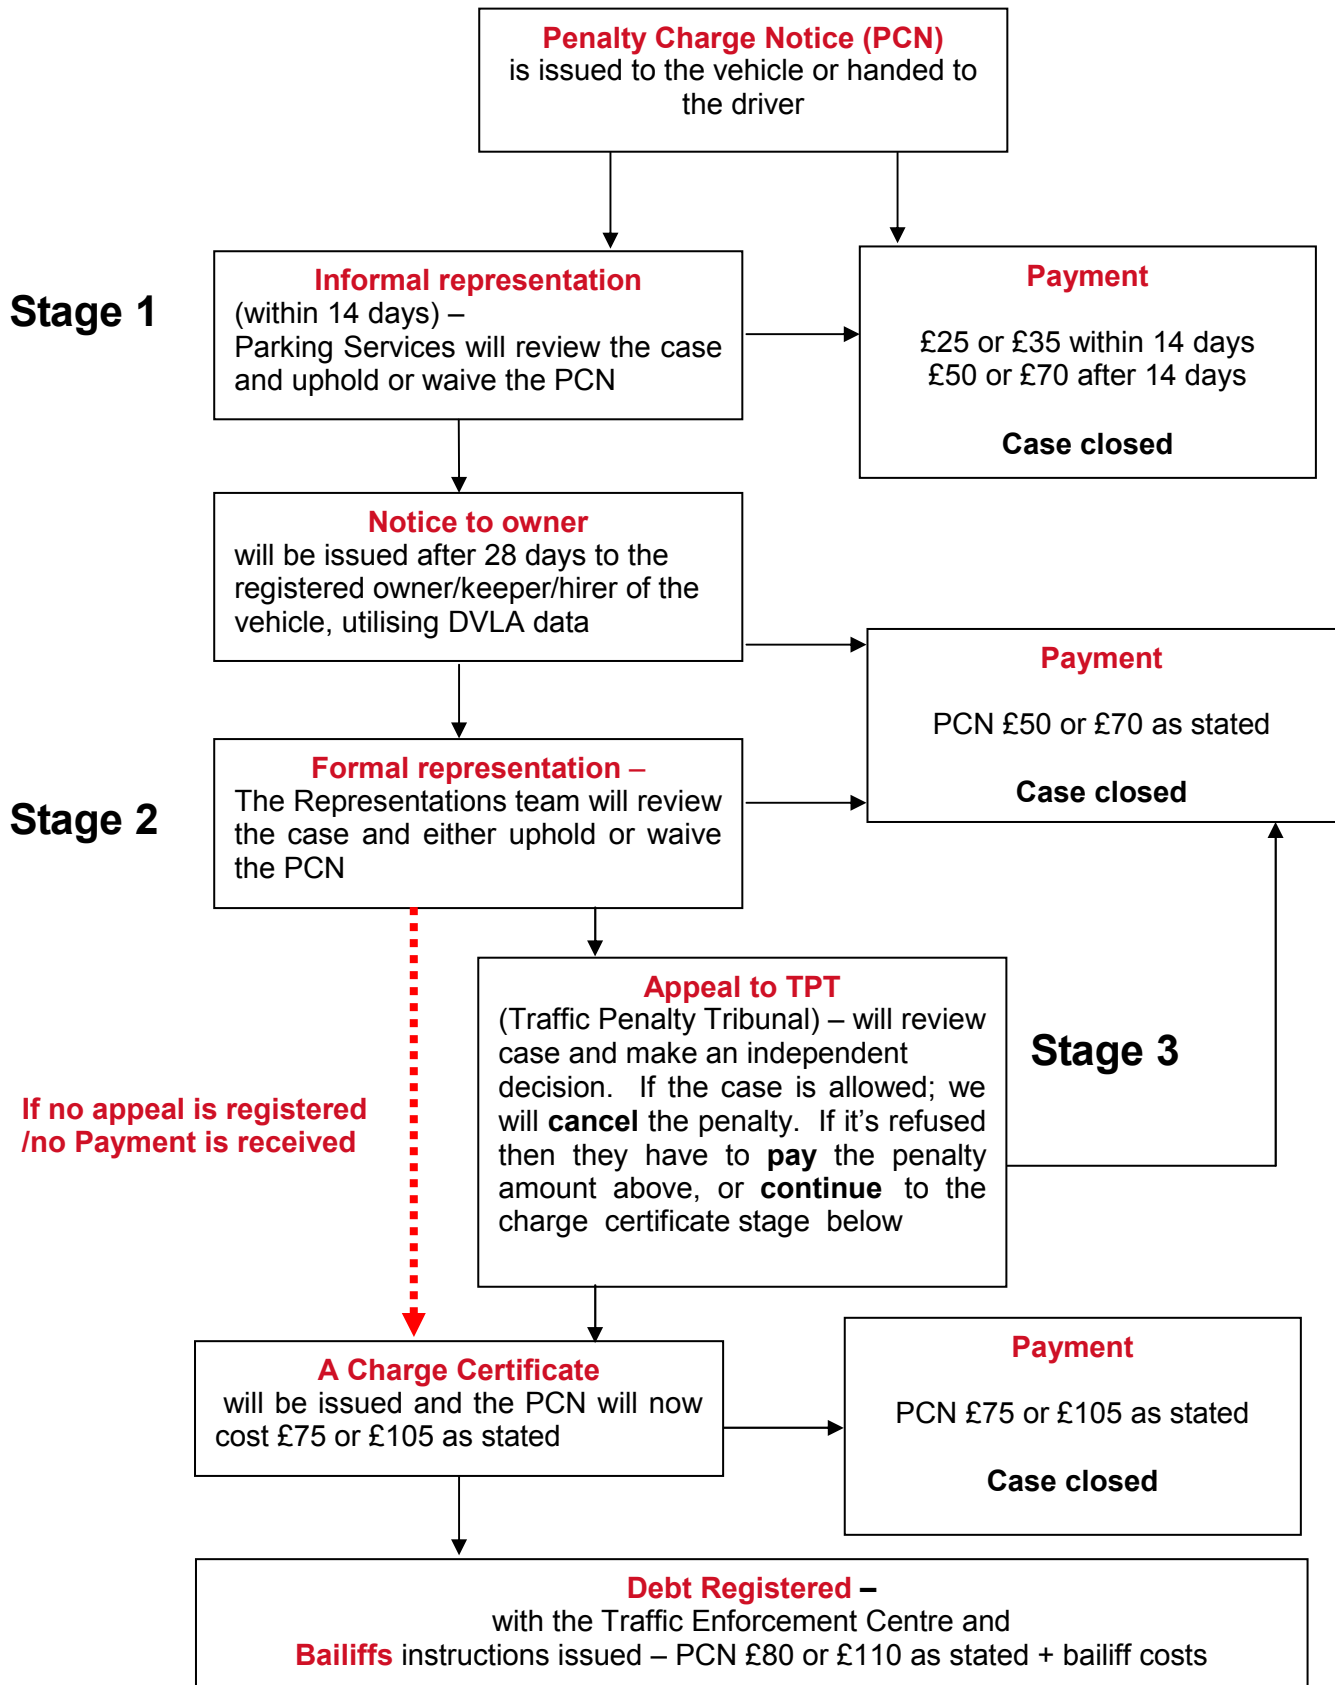 Penalty Charge Notice (PCN)
is issued to the vehicle or handed to
the driver
Stage 1
Informal representation
(within 14 days) –
Parking Services will review the case
and uphold or waive the PCN
Payment
£25 or £35 within 14 days
£50 or £70 after 14 days
Case closed
Notice to owner
will be issued after 28 days to the
registered owner/keeper/hirer of the
vehicle, utilising DVLA data
Payment
PCN £50 or £70 as stated
Case closed
Stage 2
Formal representation –
The Representations team will review
the case and either uphold or waive
the PCN
Appeal to TPT
(Traffic Penalty Tribunal) – will review
case and make an independent
decision. If the case is allowed; we
will cancel the penalty. If it's refused
then they have to pay the penalty
amount above, or continue to the
charge certificate stage below
Stage 3
If no appeal is registered
/no Payment is received
A Charge Certificate
will be issued and the PCN will now
cost £75 or £105 as stated
Payment
PCN £75 or £105 as stated
Case closed
Debt Registered –
with the Traffic Enforcement Centre and
Bailiffs instructions issued – PCN £80 or £110 as stated + bailiff costs